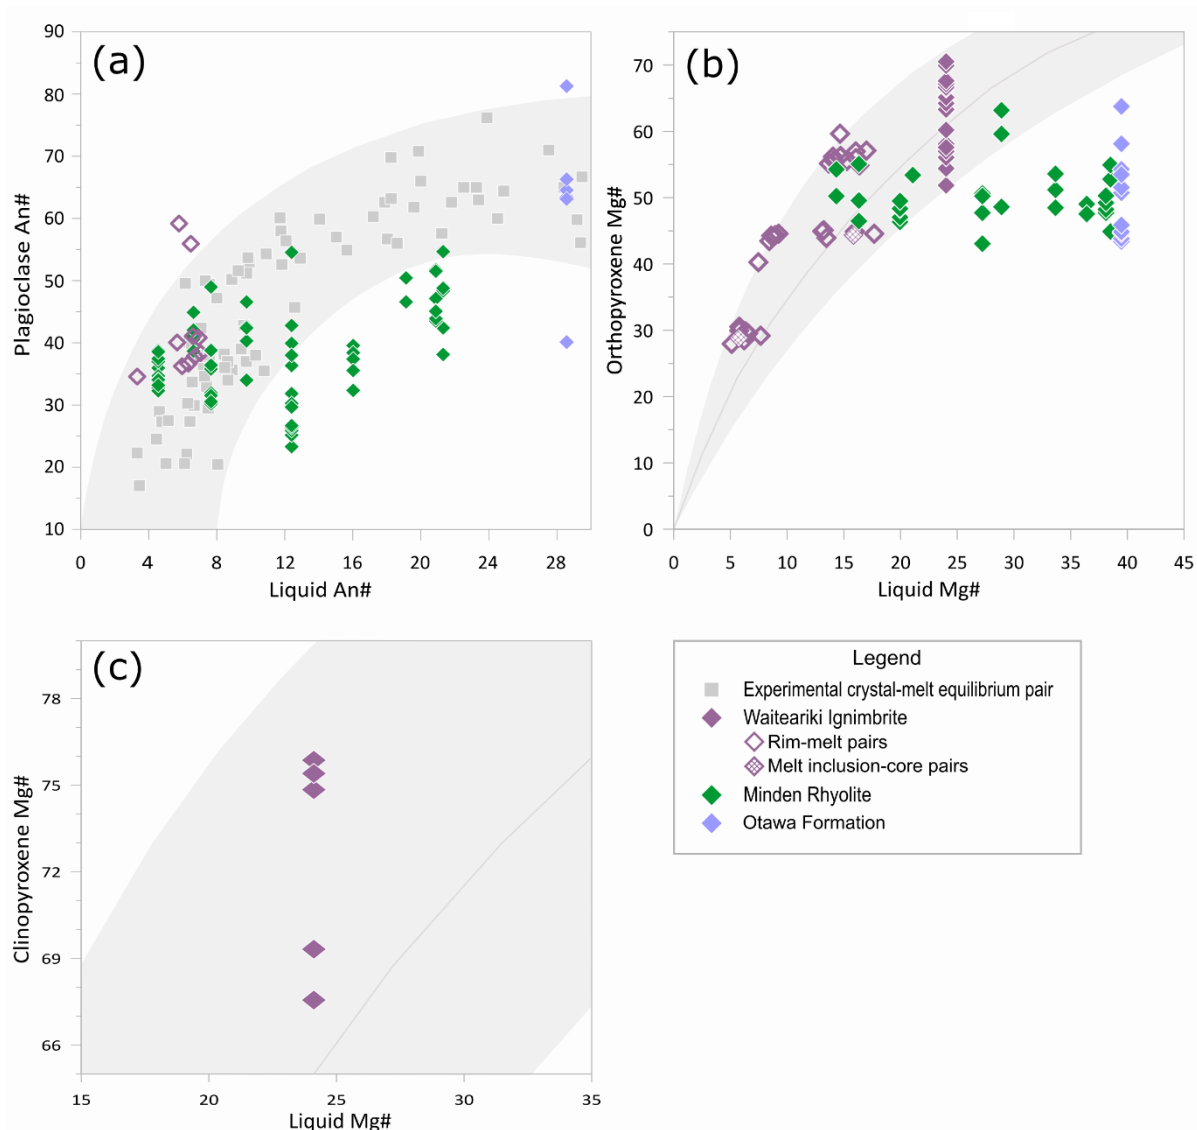 (a)
90
80
70
60
50
40
30
20
10
Plagioclase An#
0 4 8 12 16 20 24 28
Liquid An#
(b)
70
60
50
40
30
20
10
0
Orthopyroxene Mg#
0 5 10 15 20 25 30 35 40 45
Liquid Mg#
(c)
78
75
72
69
66
Clinopyroxene Mg#
15 20 25 30 35
Liquid Mg#
Legend
Experimental crystal-melt equilibrium pair
Waiteariki Ignimbrite
Rim-melt pairs
Melt inclusion-core pairs
Minden Rhyolite
Otawa Formation